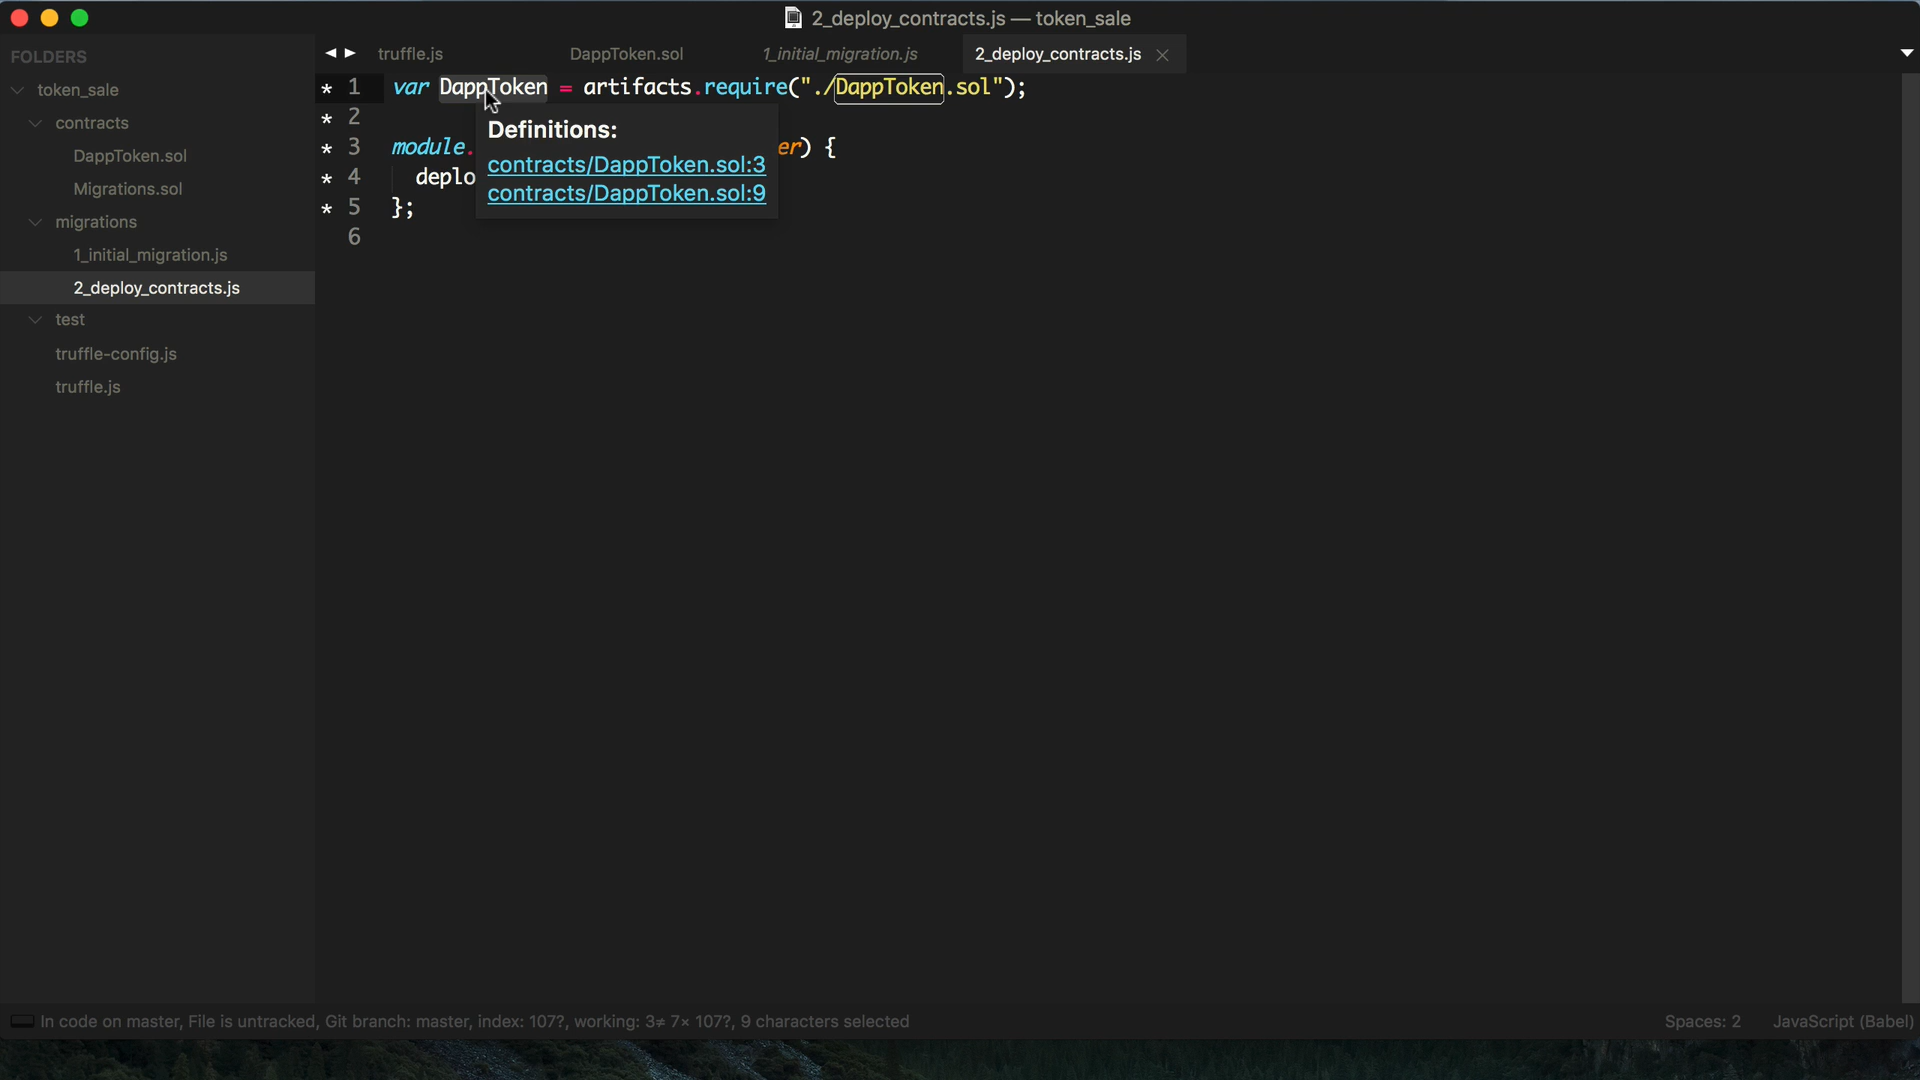 2_deploy_contracts.js — token_sale
FOLDERS
token_sale
contracts
DappToken.sol
Migrations.sol
migrations
1_initial_migration.js
2_deploy_contracts.js
test
truffle-config.js
truffle.js
truffle.js DappToken.sol 1_initial_migration.js 2_deploy_contracts.js
* 1 var DappToken = artifacts.require("./DappToken.sol");
* 2
* 3 module. er) {
* 4 deplo
* 5 };
6
Definitions:
contracts/DappToken.sol:3
contracts/DappToken.sol:9
In code on master, File is untracked, Git branch: master, index: 107?, working: 3≠ 7× 107?, 9 characters selected
Spaces: 2 JavaScript (Babel)